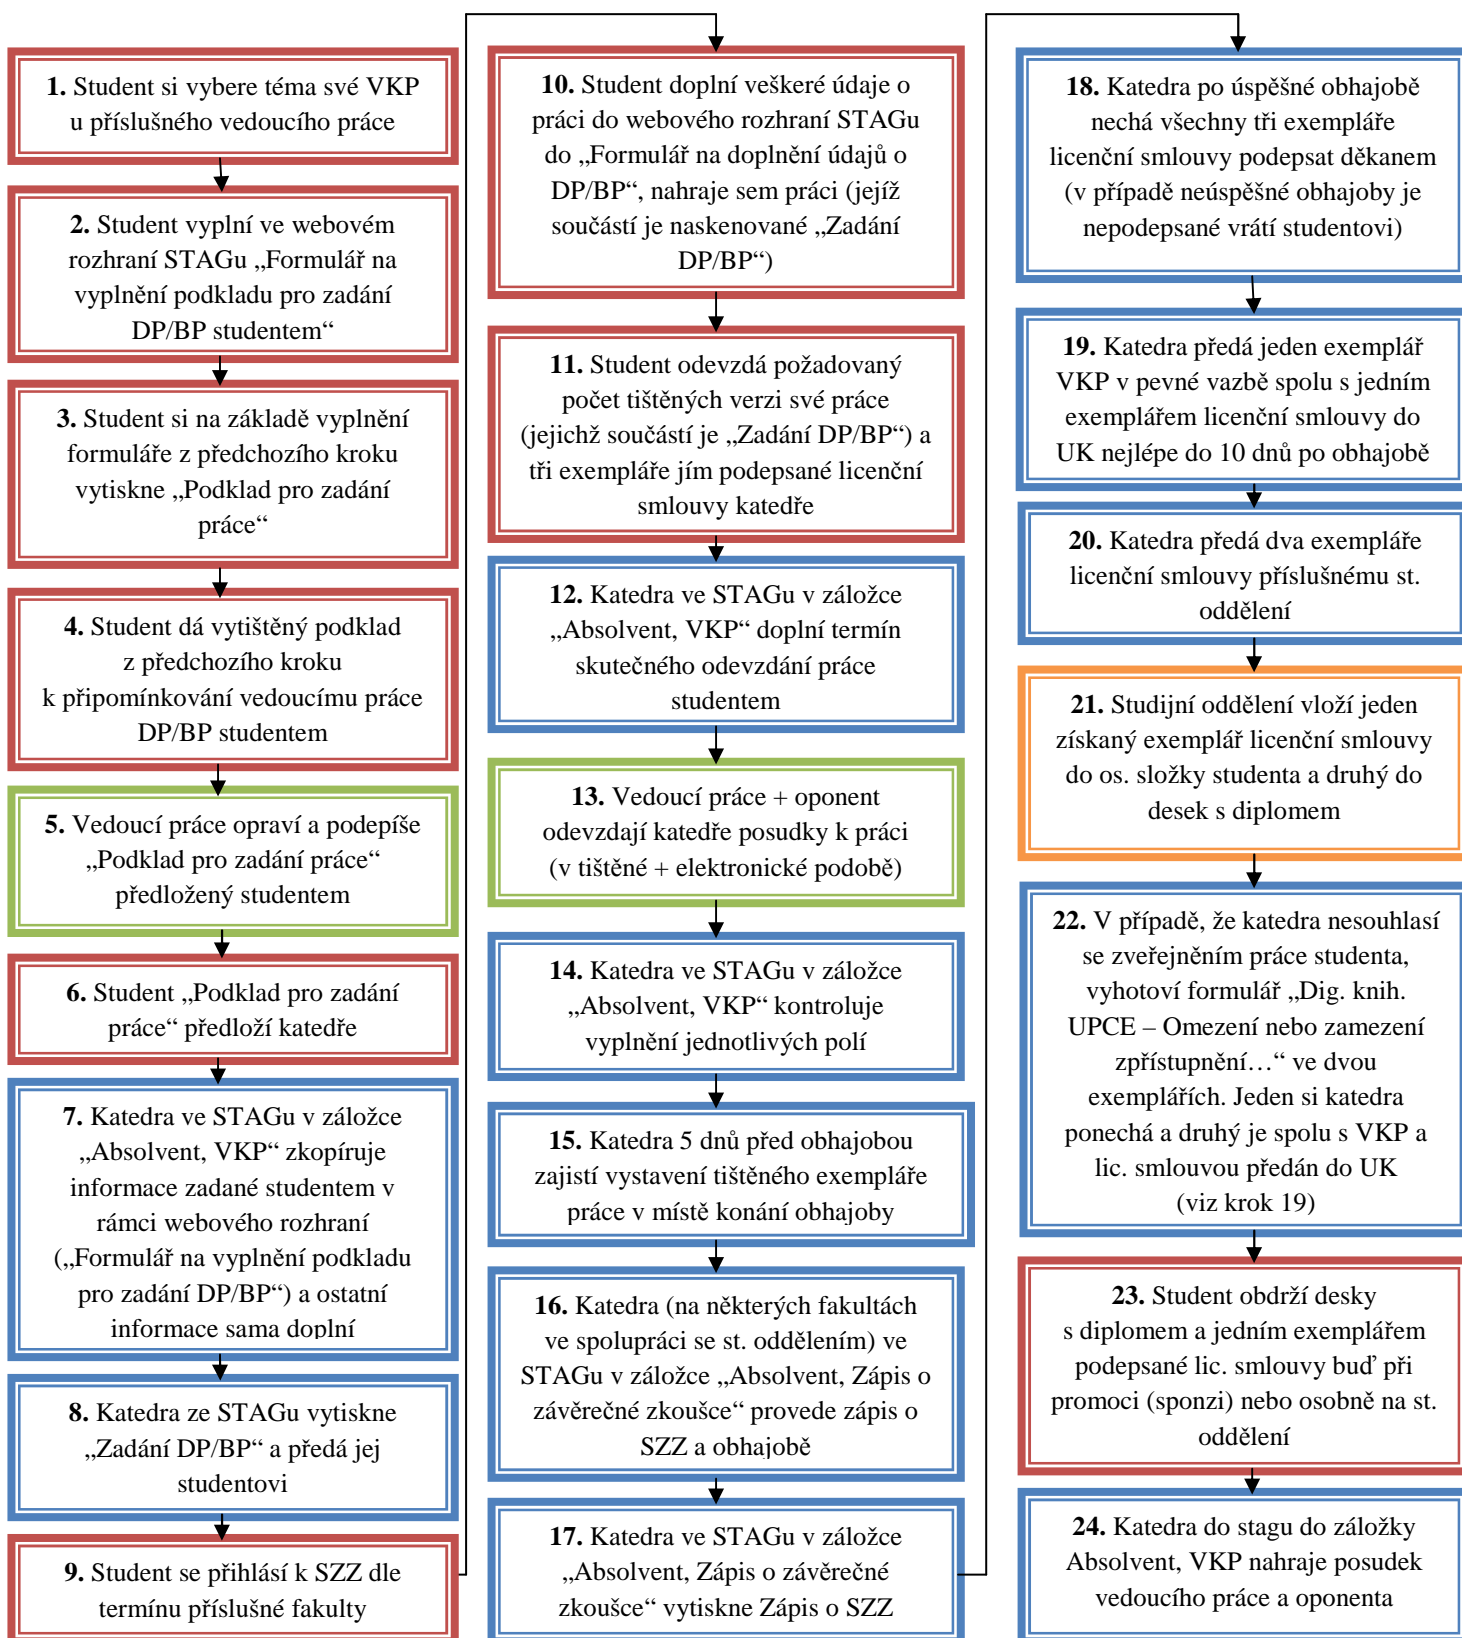 1. Student si vybere téma své VKP
u příslušného vedoucího práce
2. Student vyplní ve webovém
rozhraní STAGu „Formulář na
vyplnění podkladu pro zadání
DP/BP studentem“
3. Student si na základě vyplnění
formuláře z předchozího kroku
vytiskne „Podklad pro zadání
práce“
4. Student dá vytištěný podklad
z předchozího kroku
k připomínkování vedoucímu práce
DP/BP studentem
5. Vedoucí práce opraví a podepíše
„Podklad pro zadání práce“
předložený studentem
6. Student „Podklad pro zadání
práce“ předloží katedře
7. Katedra ve STAGu v záložce
„Absolvent, VKP“ zkopíruje
informace zadané studentem v
rámci webového rozhraní
(„Formulář na vyplnění podkladu
pro zadání DP/BP“) a ostatní
informace sama doplní
8. Katedra ze STAGu vytiskne
„Zadání DP/BP“ a předá jej
studentovi
9. Student se přihlásí k SZZ dle
termínu příslušné fakulty
10. Student doplní veškeré údaje o
práci do webového rozhraní STAGu
do „Formulář na doplnění údajů o
DP/BP“, nahraje sem práci (jejíž
součástí je naskenované „Zadání
DP/BP“)
11. Student odevzdá požadovaný
počet tištěných verzi své práce
(jejichž součástí je „Zadání DP/BP“) a
tři exempláře jím podepsané licenční
smlouvy katedře
12. Katedra ve STAGu v záložce
„Absolvent, VKP“ doplní termín
skutečného odevzdání práce
studentem
13. Vedoucí práce + oponent
odevzdají katedře posudky k práci
(v tištěné + elektronické podobě)
14. Katedra ve STAGu v záložce
„Absolvent, VKP“ kontroluje
vyplnění jednotlivých polí
15. Katedra 5 dnů před obhajobou
zajistí vystavení tištěného exempláře
práce v místě konání obhajoby
16. Katedra (na některých fakultách
ve spolupráci se st. oddělením) ve
STAGu v záložce „Absolvent, Zápis o
závěrečné zkoušce“ provede zápis o
SZZ a obhajobě
17. Katedra ve STAGu v záložce
„Absolvent, Zápis o závěrečné
zkoušce“ vytiskne Zápis o SZZ
18. Katedra po úspěšné obhajobě
nechá všechny tři exempláře
licenční smlouvy podepsat děkanem
(v případě neúspěšné obhajoby je
nepodepsané vrátí studentovi)
19. Katedra předá jeden exemplář
VKP v pevné vazbě spolu s jedním
exemplářem licenční smlouvy do
UK nejlépe do 10 dnů po obhajobě
20. Katedra předá dva exempláře
licenční smlouvy příslušnému st.
oddělení
21. Studijní oddělení vloží jeden
získaný exemplář licenční smlouvy
do os. složky studenta a druhý do
desek s diplomem
22. V případě, že katedra nesouhlasí
se zveřejněním práce studenta,
vyhotoví formulář „Dig. knih.
UPCE – Omezení nebo zamezení
zpřístupnění…“ ve dvou
exemplářích. Jeden si katedra
ponechá a druhý je spolu s VKP a
lic. smlouvou předán do UK
(viz krok 19)
23. Student obdrží desky
s diplomem a jedním exemplářem
podepsané lic. smlouvy buď při
promoci (sponzi) nebo osobně na st.
oddělení
24. Katedra do stagu do záložky
Absolvent, VKP nahraje posudek
vedoucího práce a oponenta